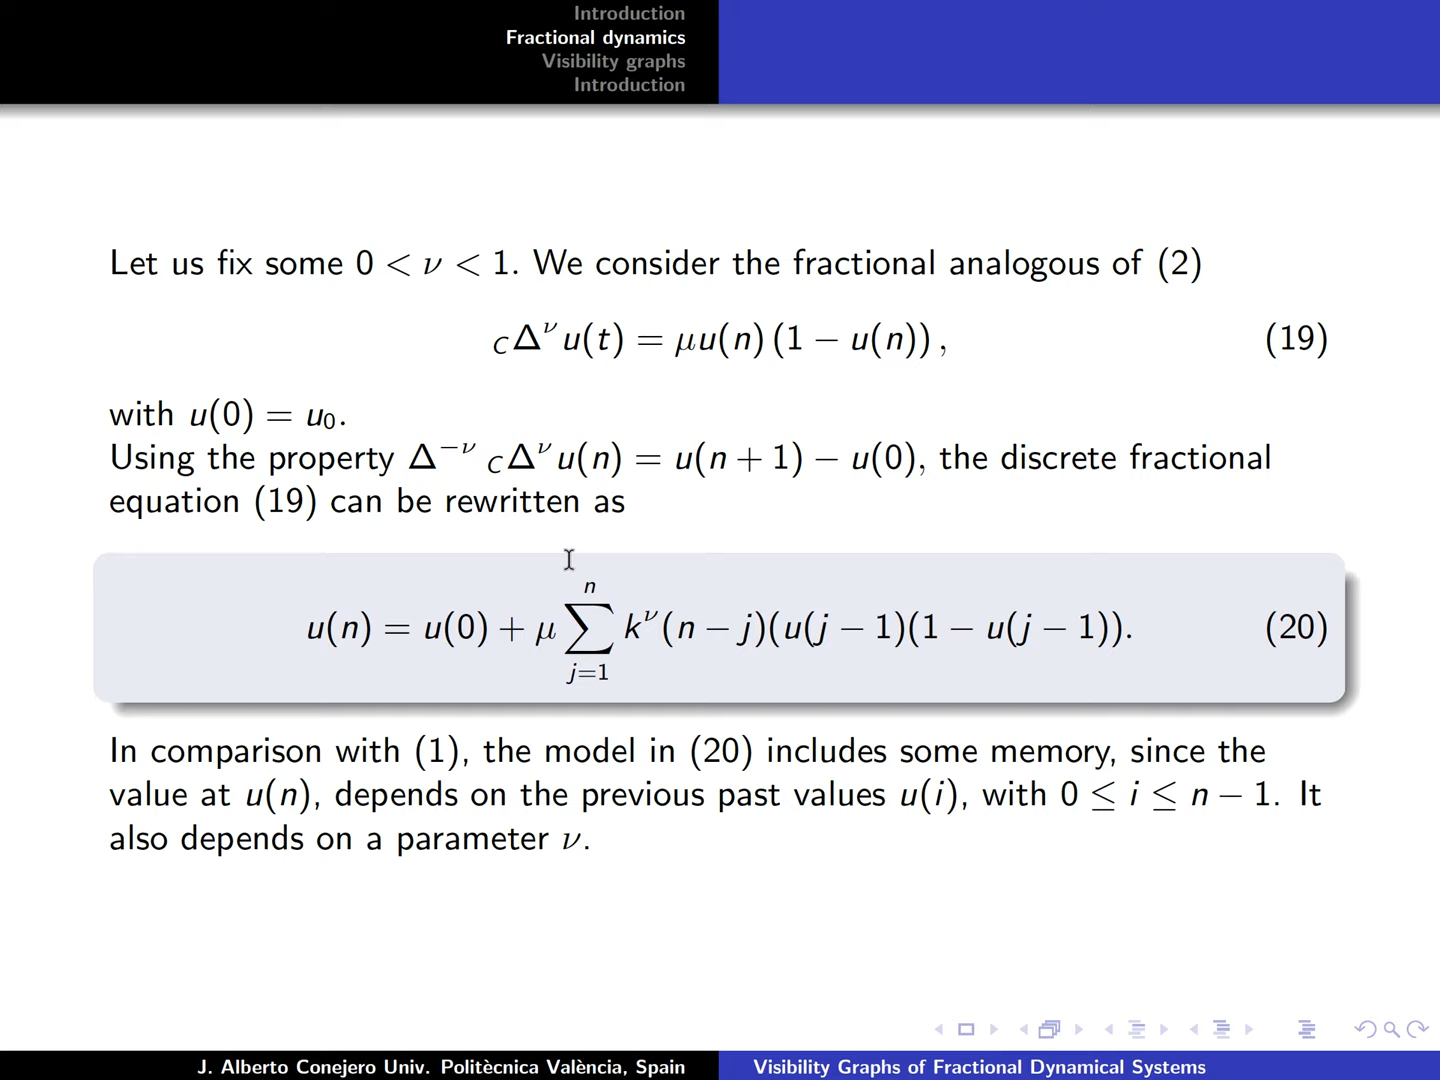 Introduction
Fractional dynamics
Visibility graphs
Introduction
Let us fix some 0 < ν < 1. We consider the fractional analogous of (2)
CΔ^ν u(t) = μu(n) (1 − u(n)) , (19)
with u(0) = u₀.
Using the property Δ^−ν CΔ^ν u(n) = u(n + 1) − u(0), the discrete fractional
equation (19) can be rewritten as
u(n) = u(0) + μ ∑_{j=1}^{n} k^ν(n − j)(u(j − 1)(1 − u(j − 1)). (20)
In comparison with (1), the model in (20) includes some memory, since the
value at u(n), depends on the previous past values u(i), with 0 ≤ i ≤ n − 1. It
also depends on a parameter ν.
J. Alberto Conejero Univ. Politècnica València, Spain
Visibility Graphs of Fractional Dynamical Systems